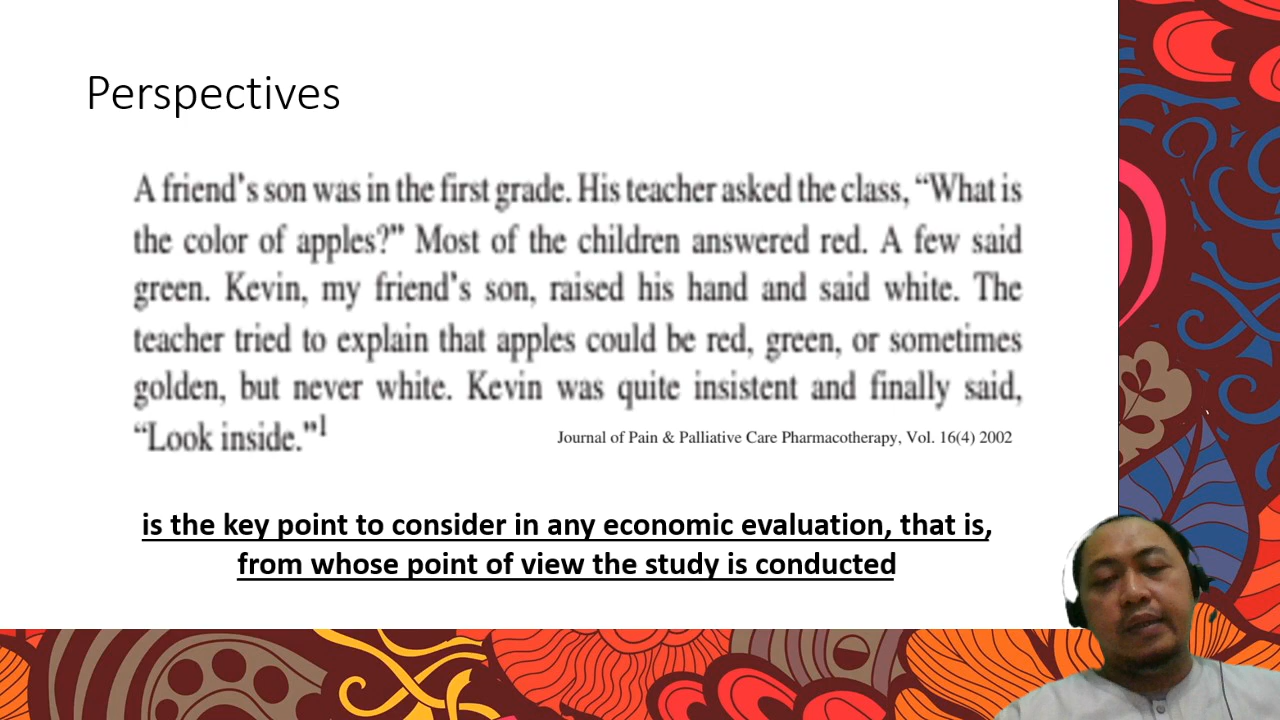 Perspectives
A friend's son was in the first grade. His teacher asked the class, “What is
the color of apples?” Most of the children answered red. A few said
green. Kevin, my friend's son, raised his hand and said white. The
teacher tried to explain that apples could be red, green, or sometimes
golden, but never white. Kevin was quite insistent and finally said,
“Look inside.”1
Journal of Pain & Palliative Care Pharmacotherapy, Vol. 16(4) 2002
is the key point to consider in any economic evaluation, that is,
from whose point of view the study is conducted